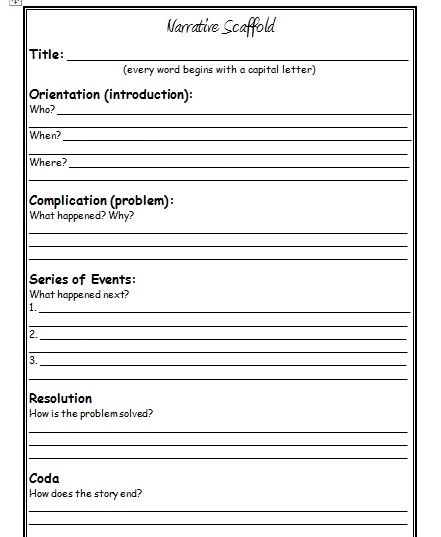 Narrative Scaffold
Title:
(every word begins with a capital letter)
Orientation (introduction):
Who?
When?
Where?
Complication (problem):
What happened? Why?
Series of Events:
What happened next?
1.
2.
3.
Resolution
How is the problem solved?
Coda
How does the story end?